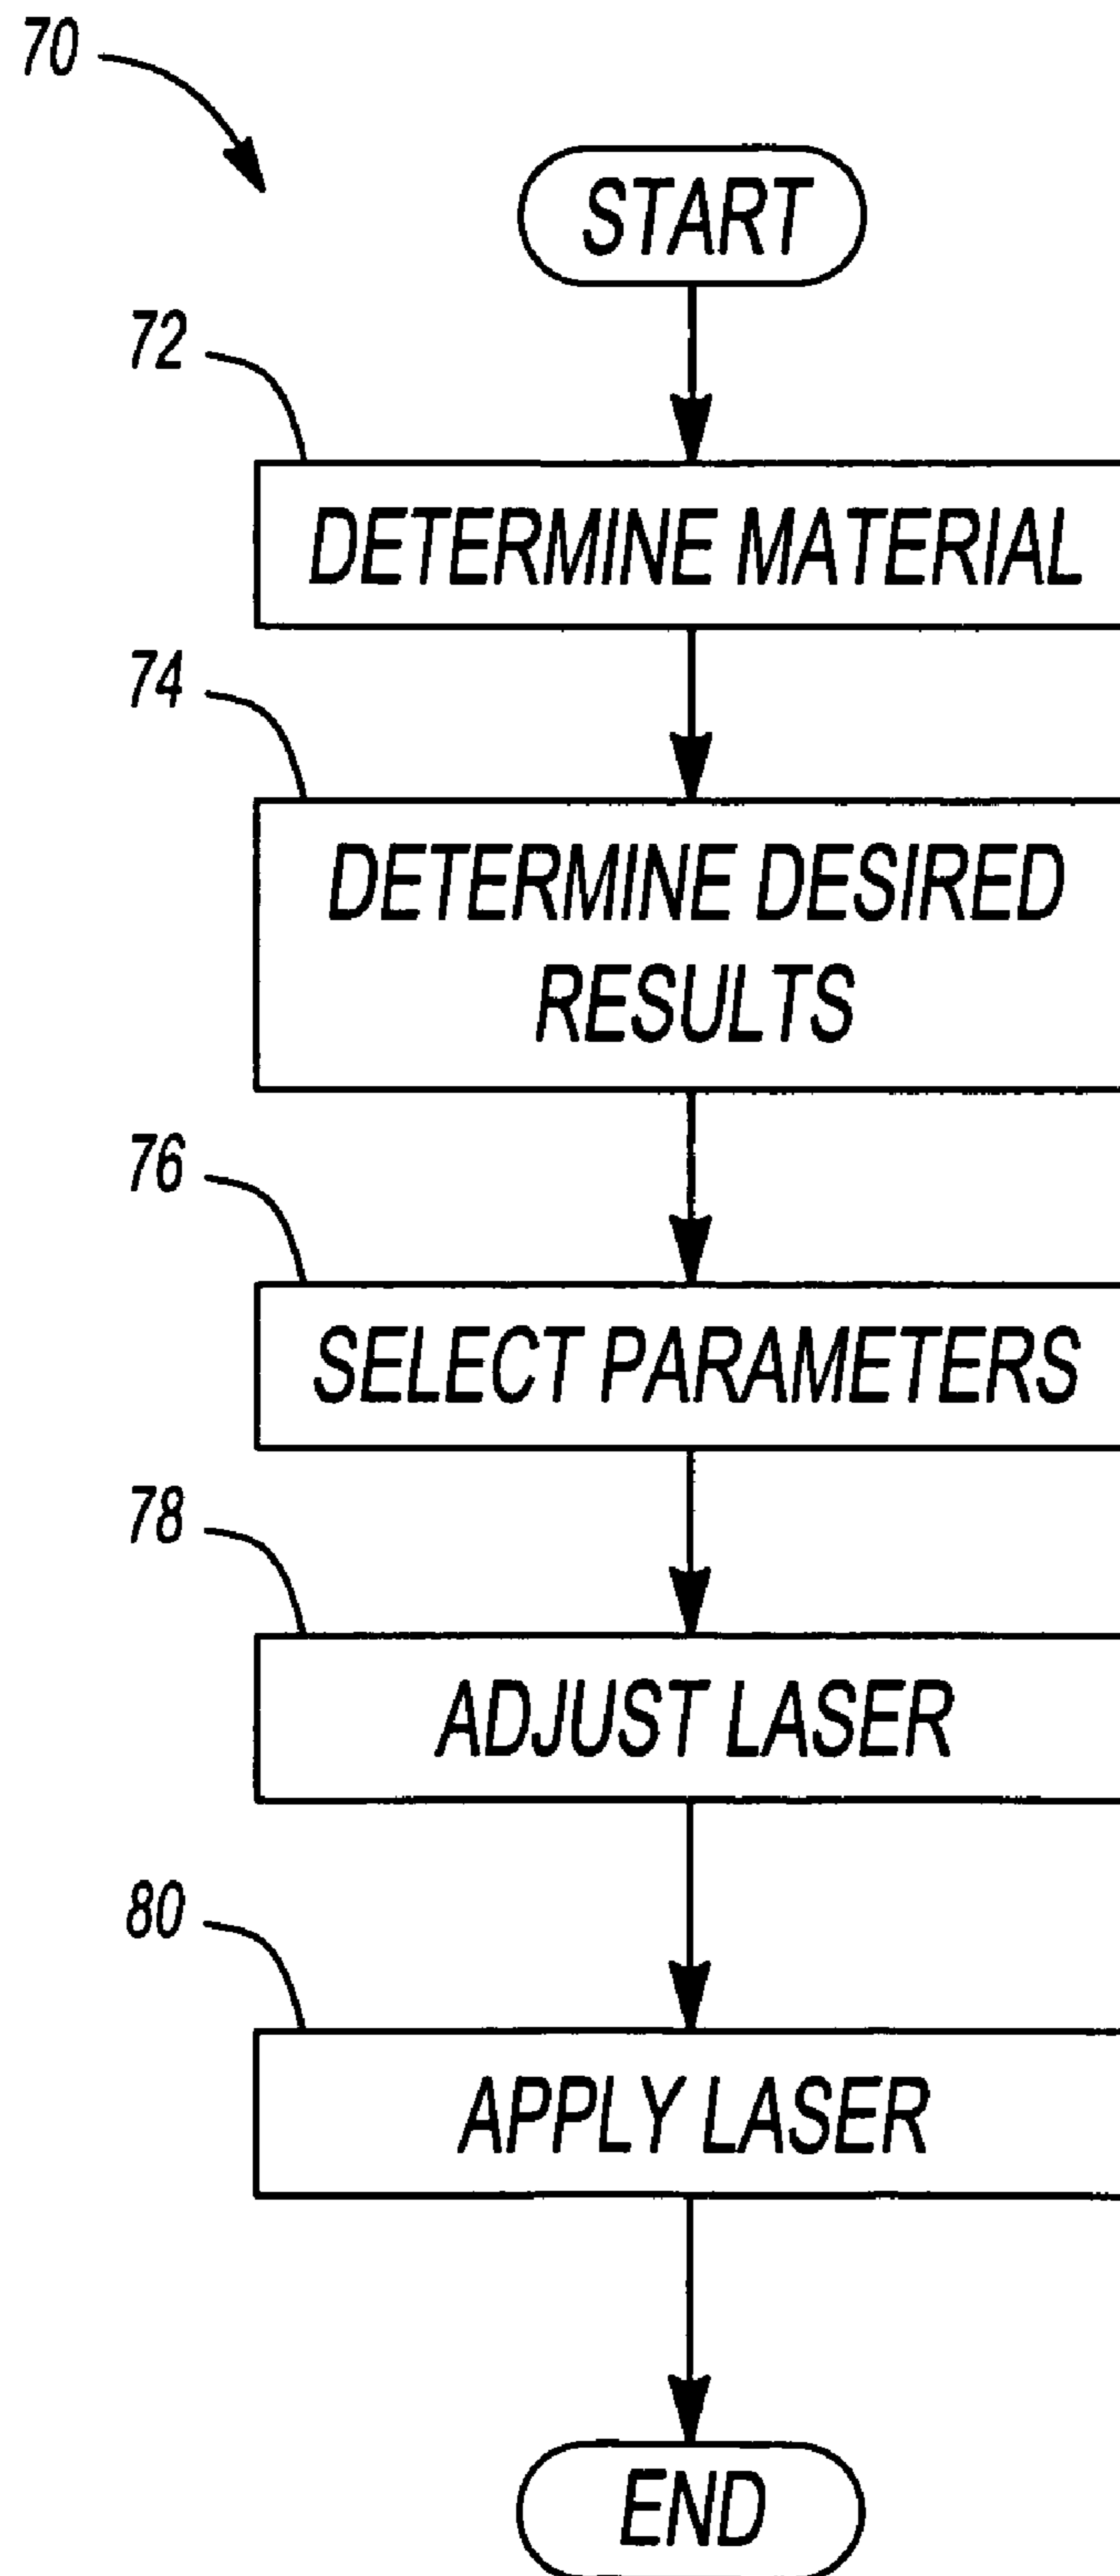 70
START
72
DETERMINE MATERIAL
74
DETERMINE DESIRED
RESULTS
76
SELECT PARAMETERS
78
ADJUST LASER
80
APPLY LASER
END